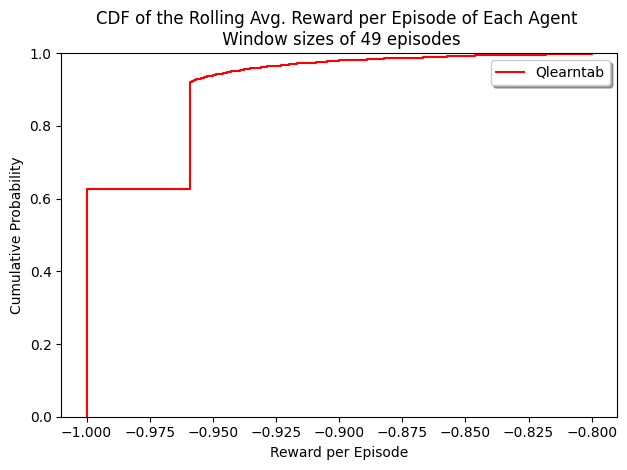 CDF of the Rolling Avg. Reward per Episode of Each Agent
Window sizes of 49 episodes
Qlearntab
Cumulative Probability
1.0
0.8
0.6
0.4
0.2
0.0
−1.000 −0.975 −0.950 −0.925 −0.900 −0.875 −0.850 −0.825 −0.800
Reward per Episode